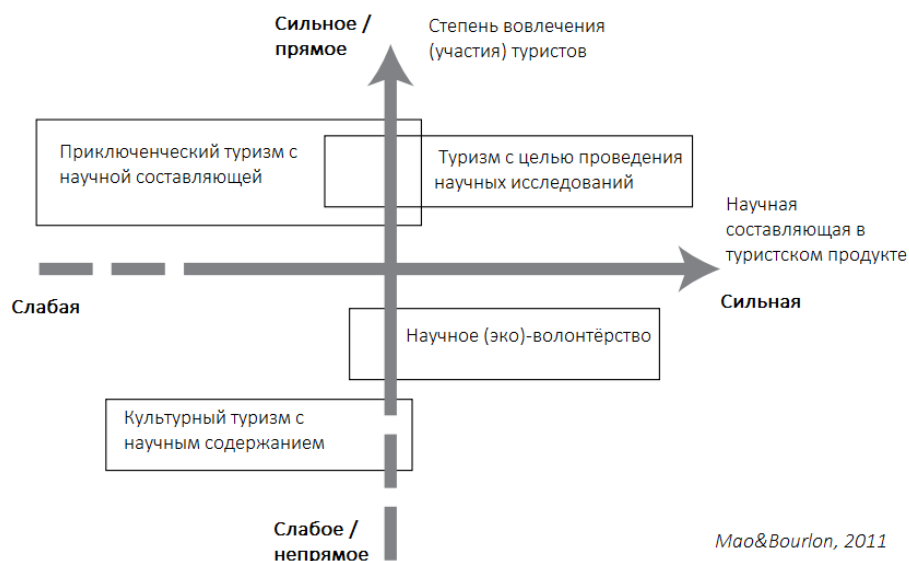 Сильное /
прямое
Степень вовлечения
(участия) туристов
Приключенческий туризм с
научной составляющей
Туризм с целью проведения
научных исследований
Научная
составляющая в
туристском продукте
Слабая
Сильная
Научное (эко)-волонтёрство
Культурный туризм с
научным содержанием
Слабое /
непрямое
Mao&Bourlon, 2011